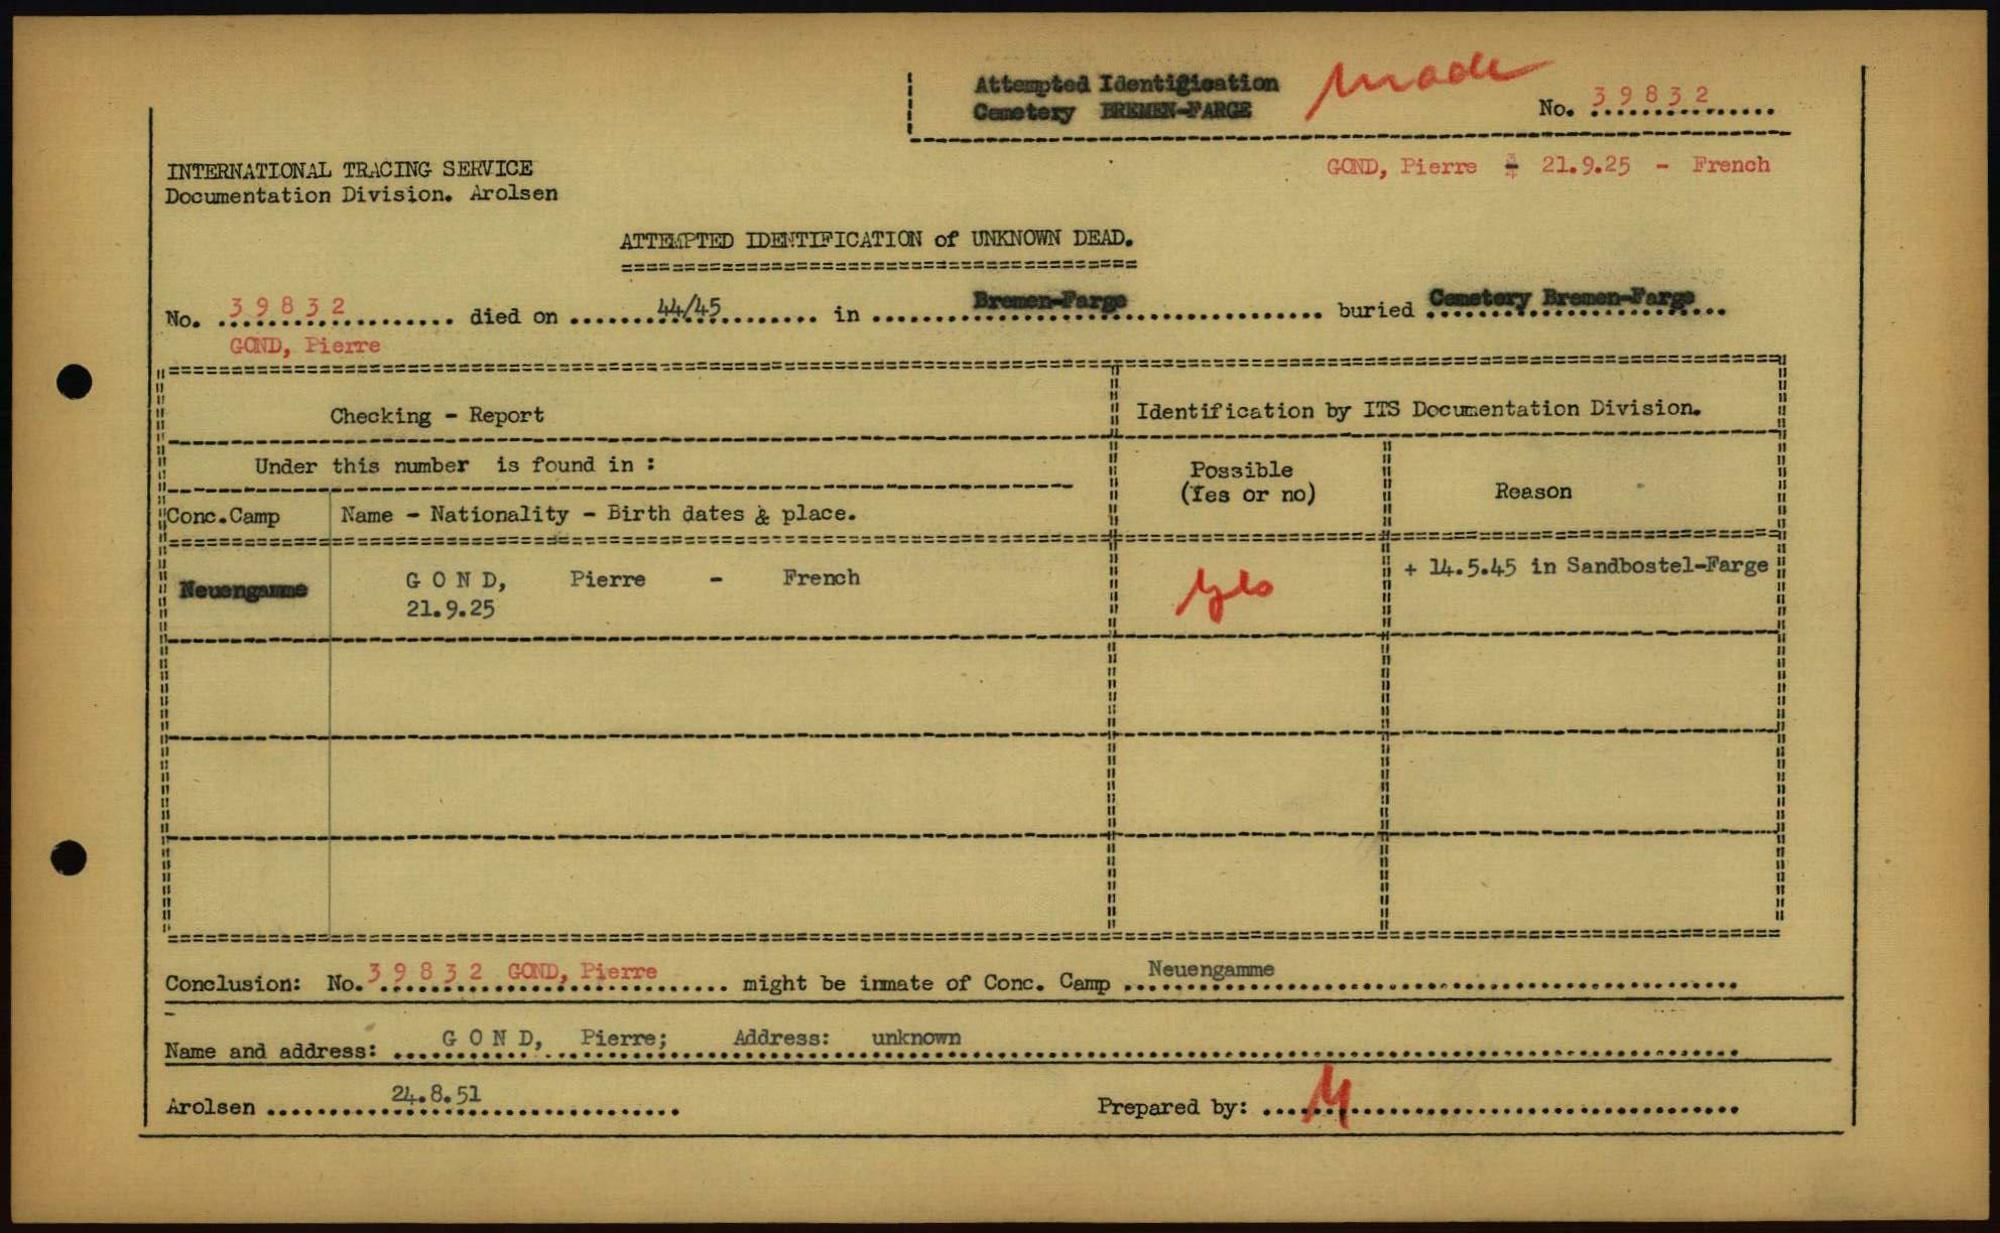 Attempted Identification made
Cemetery BREMEN-FARGE
No. 39832
INTERNATIONAL TRACING SERVICE
Documentation Division. Arolsen
GOND, Pierre 21.9.25 - French
ATTEMPTED IDENTIFICATION of UNKNOWN DEAD.
No. 39832 died on 44/45 in Bremen-Farge buried Cemetery Bremen-Farge
GOND, Pierre
Checking - Report
Identification by ITS Documentation Division.
Under this number is found in :
Possible
(Yes or no)
Reason
Conc.Camp
Name - Nationality - Birth dates & place.
Neuengamme
G O N D, Pierre - French
21.9.25
yes
+ 14.5.45 in Sandbostel-Farge
Conclusion: No. 39832 GOND, Pierre might be inmate of Conc. Camp Neuengamme
Name and address: G O N D, Pierre; Address: unknown
Arolsen 24.8.51
Prepared by: